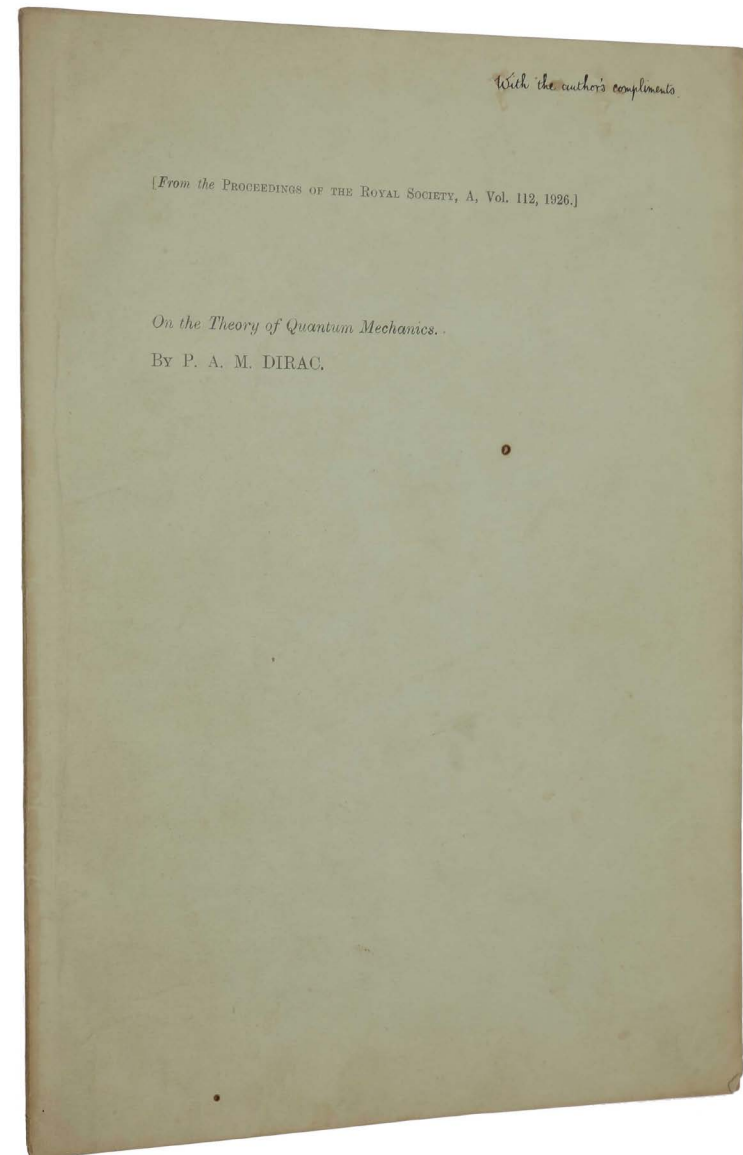 With the author's compliments
[From the PROCEEDINGS OF THE ROYAL SOCIETY, A, Vol. 112, 1926.]
On the Theory of Quantum Mechanics.
BY P. A. M. DIRAC.